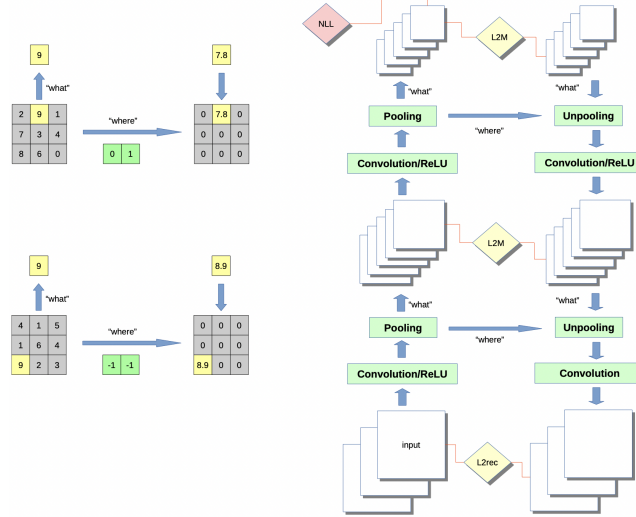 9
7.8
"what"
2 9 1
7 3 4
8 6 0
"where"
0 1
0 7.8 0
0 0 0
0 0 0
9
8.9
"what"
4 1 5
1 6 4
9 2 3
"where"
-1 -1
0 0 0
0 0 0
8.9 0 0
NLL
L2M
"what"
"what"
Pooling
"where"
Unpooling
Convolution/ReLU
Convolution/ReLU
L2M
"what"
"what"
Pooling
"where"
Unpooling
Convolution/ReLU
Convolution
input
L2rec